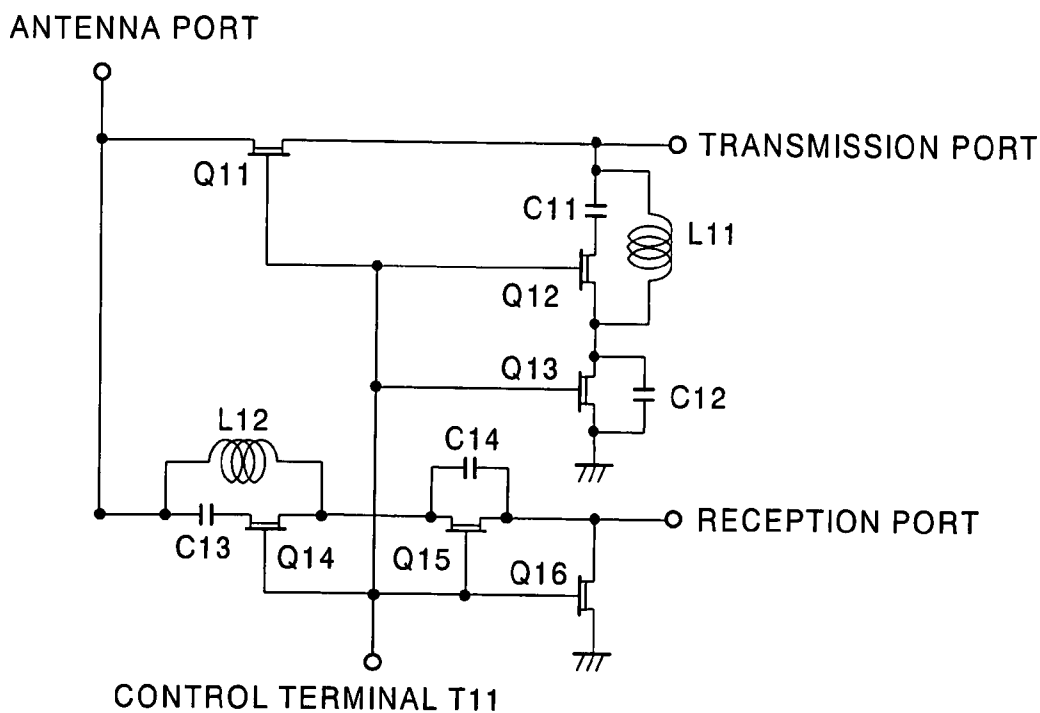 ANTENNA PORT
TRANSMISSION PORT
Q11
C11
L11
Q12
Q13
C12
L12
C14
RECEPTION PORT
C13
Q14
Q15
Q16
CONTROL TERMINAL T11